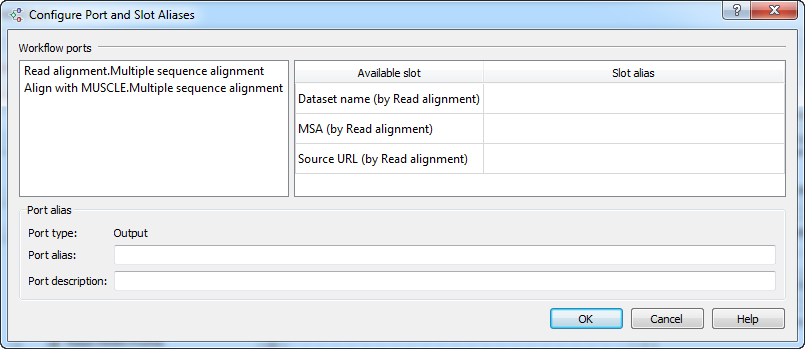 Configure Port and Slot Aliases
Workflow ports
Read alignment.Multiple sequence alignment
Align with MUSCLE.Multiple sequence alignment
Available slot Slot alias
Dataset name (by Read alignment)
MSA (by Read alignment)
Source URL (by Read alignment)
Port alias
Port type: Output
Port alias:
Port description:
OK Cancel Help